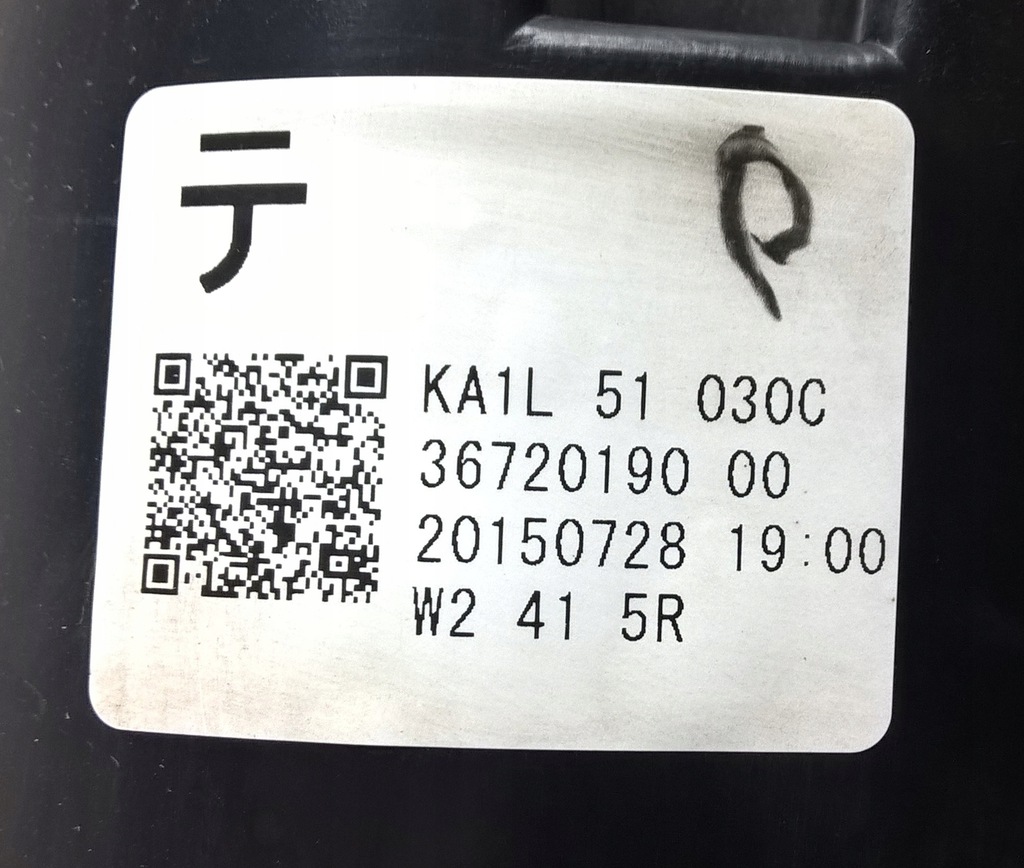 テ
KA1L 51 030C
36720190 00
20150728 19:00
W2 41 5R